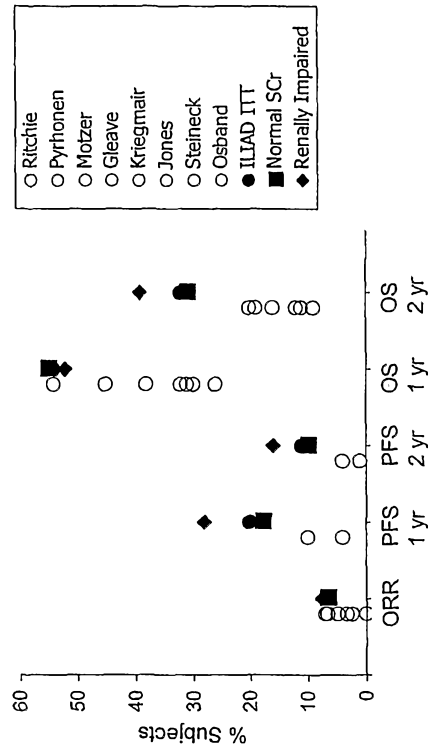 % Subjects
60
50
40
30
20
10
0
ORR
PFS
1 yr
PFS
2 yr
OS
1 yr
OS
2 yr
Ritchie
Pyrhonen
Motzer
Gleave
Kriegmair
Jones
Steineck
Osband
ILIAD ITT
Normal SCr
Renally Impaired